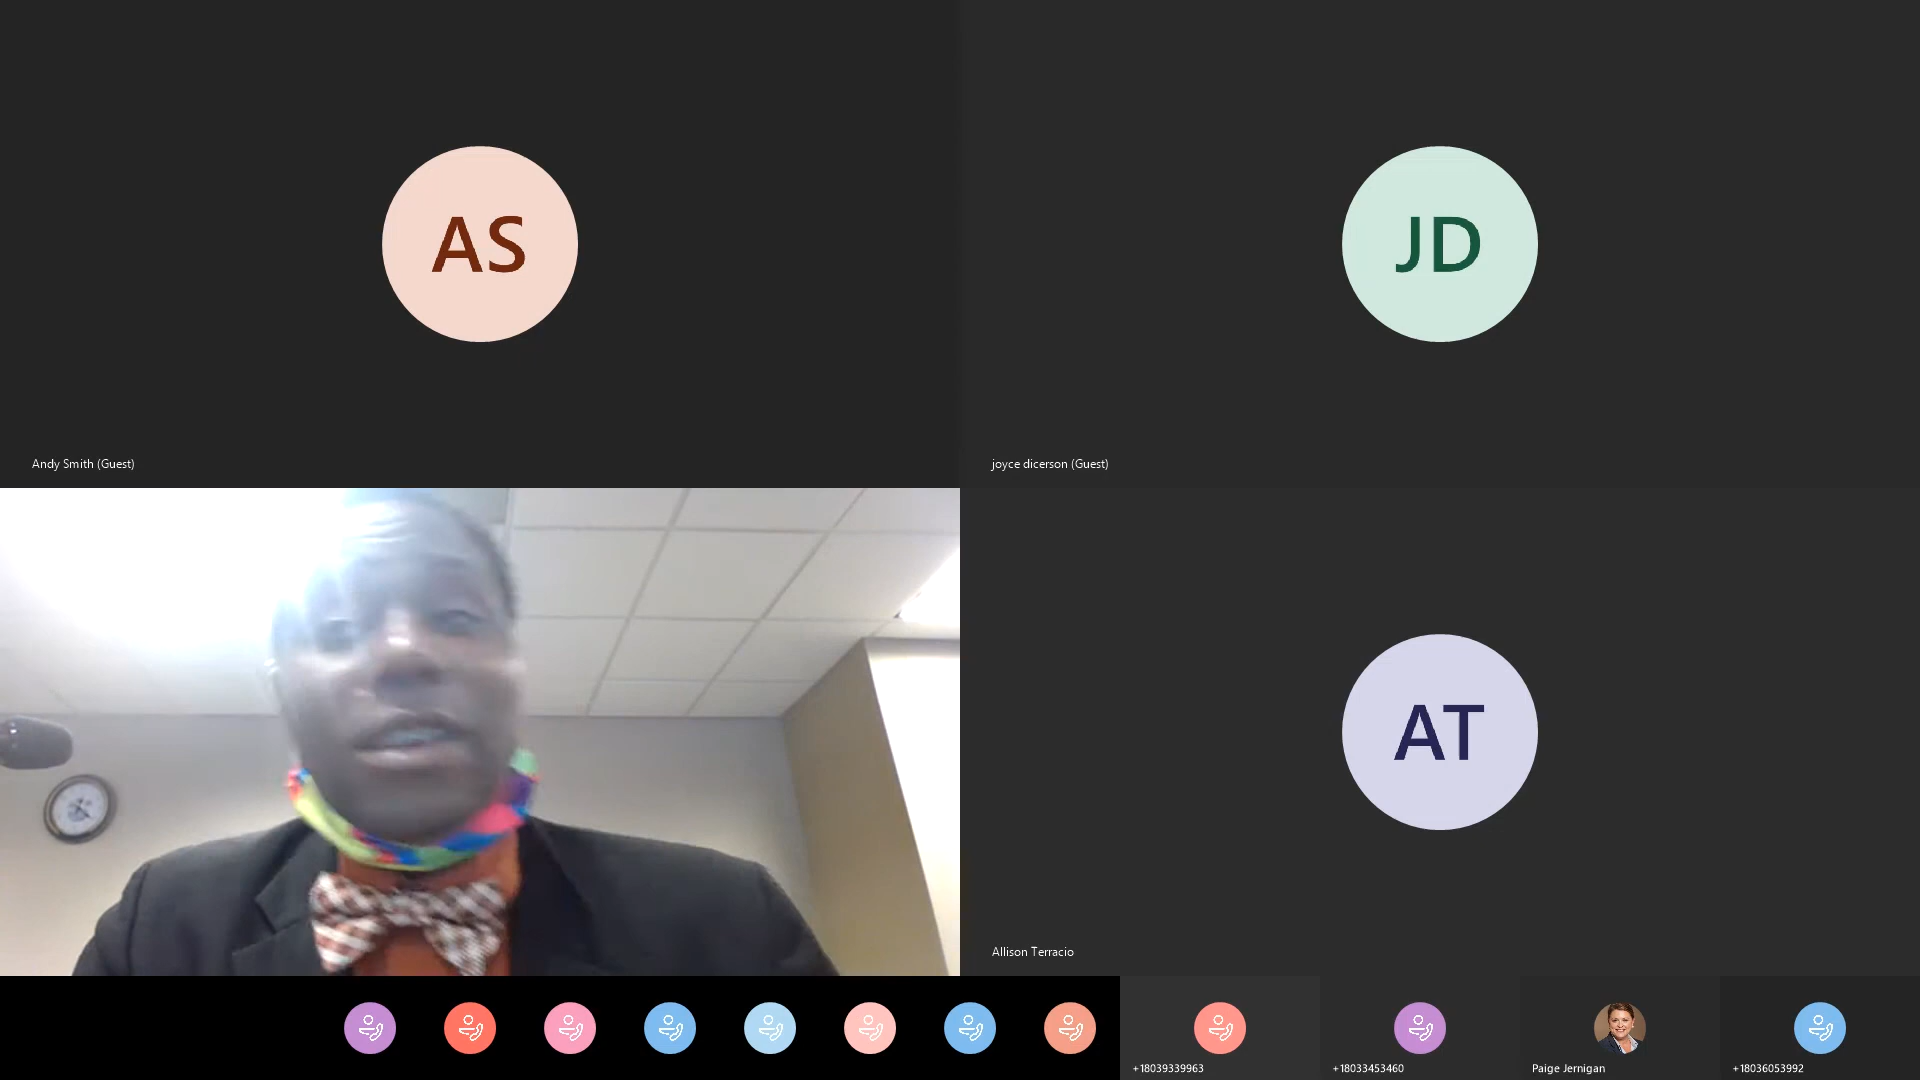 AS
JD
Andy Smith (Guest)
joyce dicerson (Guest)
AT
Allison Terracio
+18039339963
+18033453460
Paige Jernigan
+18036053992